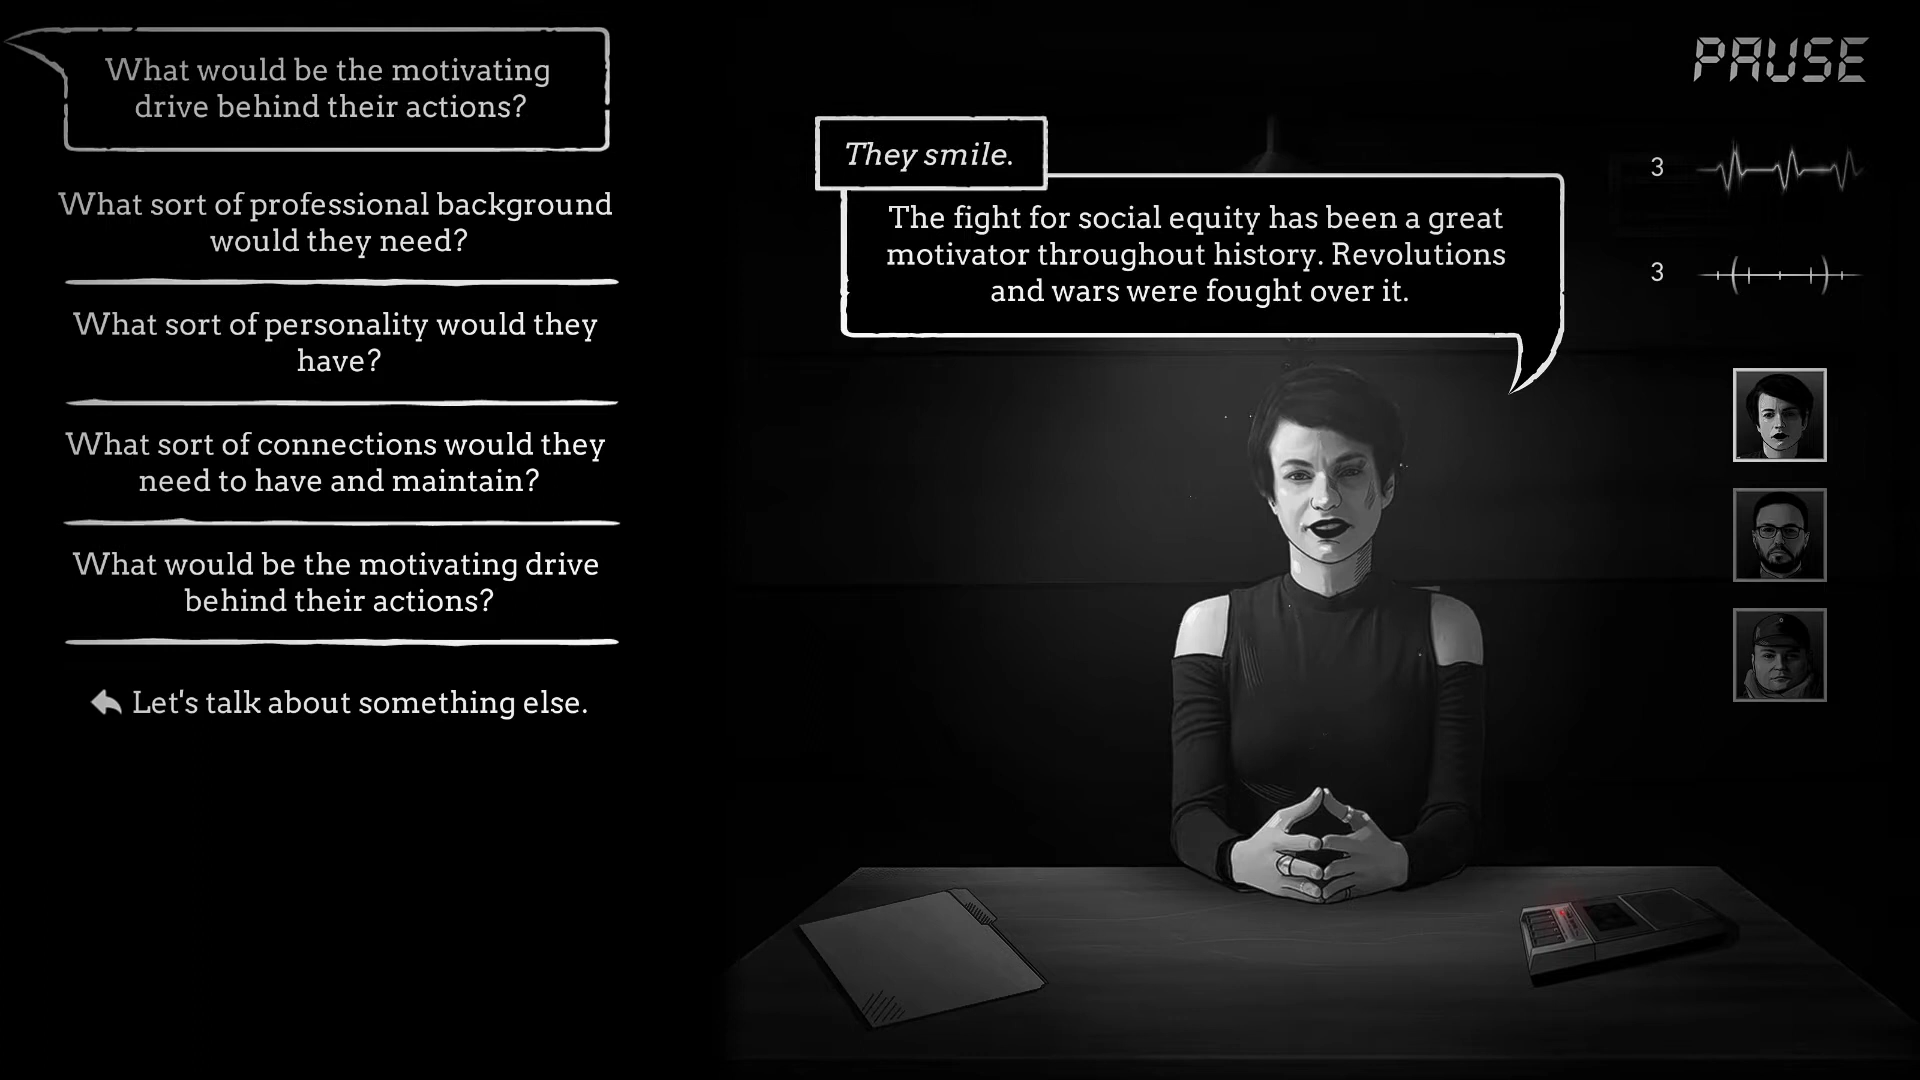 What would be the motivating
drive behind their actions?
What sort of professional background
would they need?
What sort of personality would they
have?
What sort of connections would they
need to have and maintain?
What would be the motivating drive
behind their actions?
Let's talk about something else.
They smile.
The fight for social equity has been a great
motivator throughout history. Revolutions
and wars were fought over it.
PAUSE
3
3